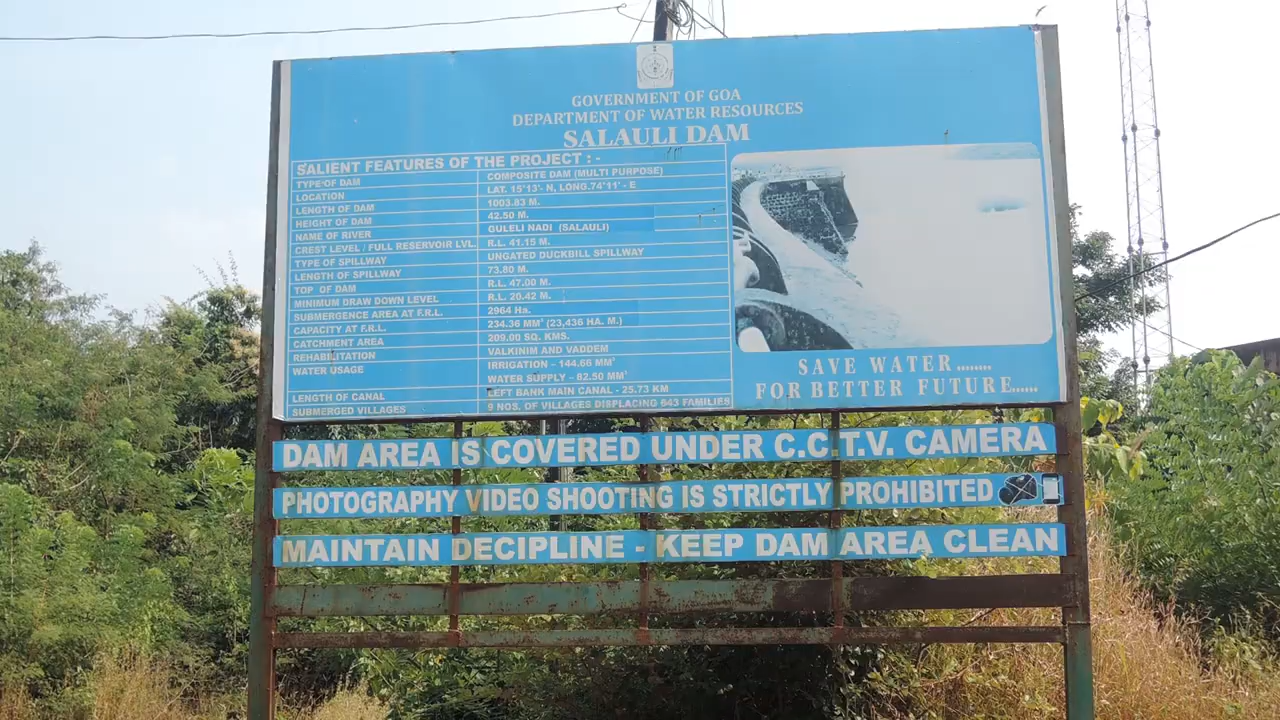 GOVERNMENT OF GOA
DEPARTMENT OF WATER RESOURCES
SALAULI DAM
SALIENT FEATURES OF THE PROJECT : -
TYPE OF DAM COMPOSITE DAM (MULTI PURPOSE)
LOCATION LAT. 15°13'- N, LONG.74°11' - E
LENGTH OF DAM 1003.83 M.
HEIGHT OF DAM 42.50 M.
NAME OF RIVER GULELI NADI (SALAULI)
CREST LEVEL / FULL RESERVOIR LVL. R.L. 41.15 M.
TYPE OF SPILLWAY UNGATED DUCKBILL SPILLWAY
LENGTH OF SPILLWAY 73.80 M.
TOP OF DAM R.L. 47.00 M.
MINIMUM DRAW DOWN LEVEL R.L. 20.42 M.
SUBMERGENCE AREA AT F.R.L. 2964 Ha.
CAPACITY AT F.R.L. 234.36 MM³ (23,436 HA. M.)
CATCHMENT AREA 209.00 SQ. KMS.
REHABILITATION VALKINIM AND VADDEM
WATER USAGE IRRIGATION – 144.66 MM³
WATER SUPPLY – 82.50 MM³
LENGTH OF CANAL LEFT BANK MAIN CANAL - 25.73 KM
SUBMERGED VILLAGES 9 NOS. OF VILLAGES DISPLACING 643 FAMILIES
SAVE WATER........
FOR BETTER FUTURE......
DAM AREA IS COVERED UNDER C.C.T.V. CAMERA
PHOTOGRAPHY VIDEO SHOOTING IS STRICTLY PROHIBITED
MAINTAIN DECIPLINE - KEEP DAM AREA CLEAN